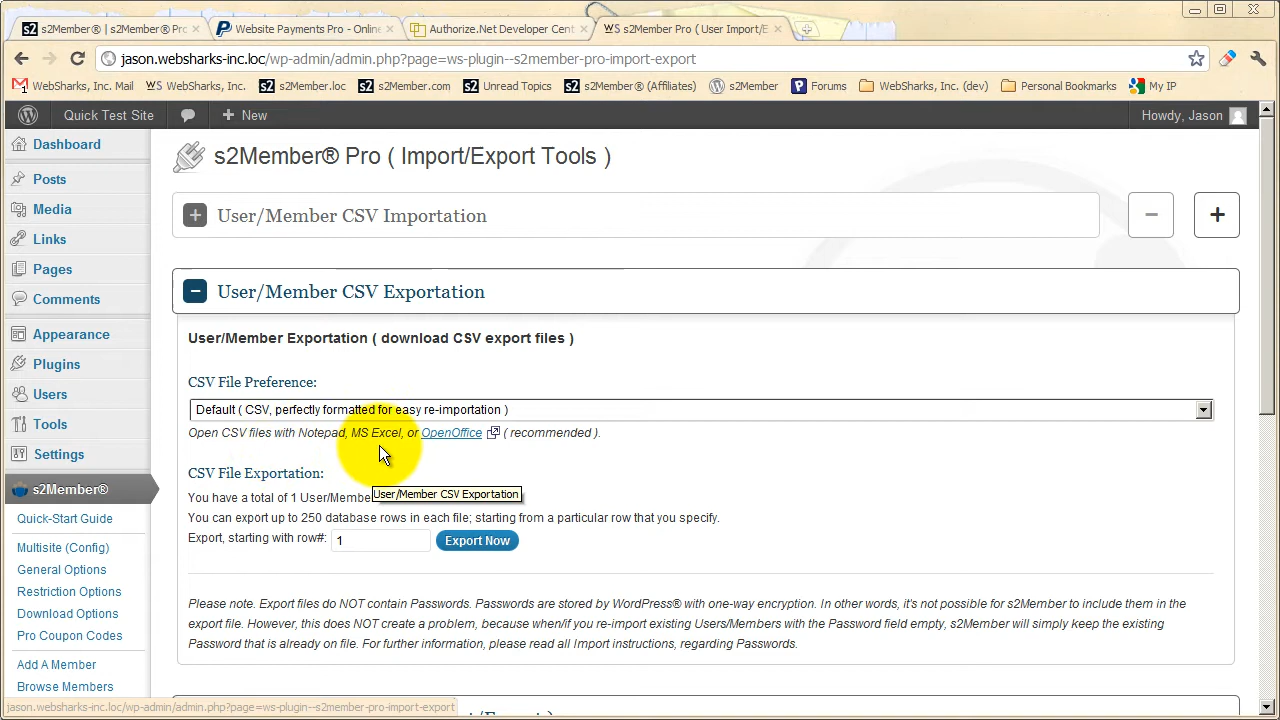 s2Member® | s2Member® Pro
Website Payments Pro - Online
Authorize.Net Developer Cent
WS s2Member Pro ( User Import/E
jason.websharks-inc.loc/wp-admin/admin.php?page=ws-plugin--s2member-pro-import-export
WebSharks, Inc. Mail
WS WebSharks, Inc.
s2 s2Member.loc
s2 s2Member.com
s2 Unread Topics
s2 s2Member® (Affiliates)
s2Member
Forums
WebSharks, Inc. (dev)
Personal Bookmarks
My IP
Quick Test Site
+ New
Howdy, Jason
Dashboard
Posts
Media
Links
Pages
Comments
Appearance
Plugins
Users
Tools
Settings
s2Member®
Quick-Start Guide
Multisite (Config)
General Options
Restriction Options
Download Options
Pro Coupon Codes
Add A Member
Browse Members
s2Member® Pro ( Import/Export Tools )
+ User/Member CSV Importation
− +
− User/Member CSV Exportation
User/Member Exportation ( download CSV export files )
CSV File Preference:
Default ( CSV, perfectly formatted for easy re-importation )
Open CSV files with Notepad, MS Excel, or OpenOffice ( recommended ).
CSV File Exportation:
You have a total of 1 User/Membe
User/Member CSV Exportation
You can export up to 250 database rows in each file; starting from a particular row that you specify.
Export, starting with row#: 1 Export Now
Please note. Export files do NOT contain Passwords. Passwords are stored by WordPress® with one-way encryption. In other words, it's not possible for s2Member to include them in the
export file. However, this does NOT create a problem, because when/if you re-import existing Users/Members with the Password field empty, s2Member will simply keep the existing
Password that is already on file. For further information, please read all Import instructions, regarding Passwords.
jason.websharks-inc.loc/wp-admin/admin.php?page=ws-plugin--s2member-pro-import-export